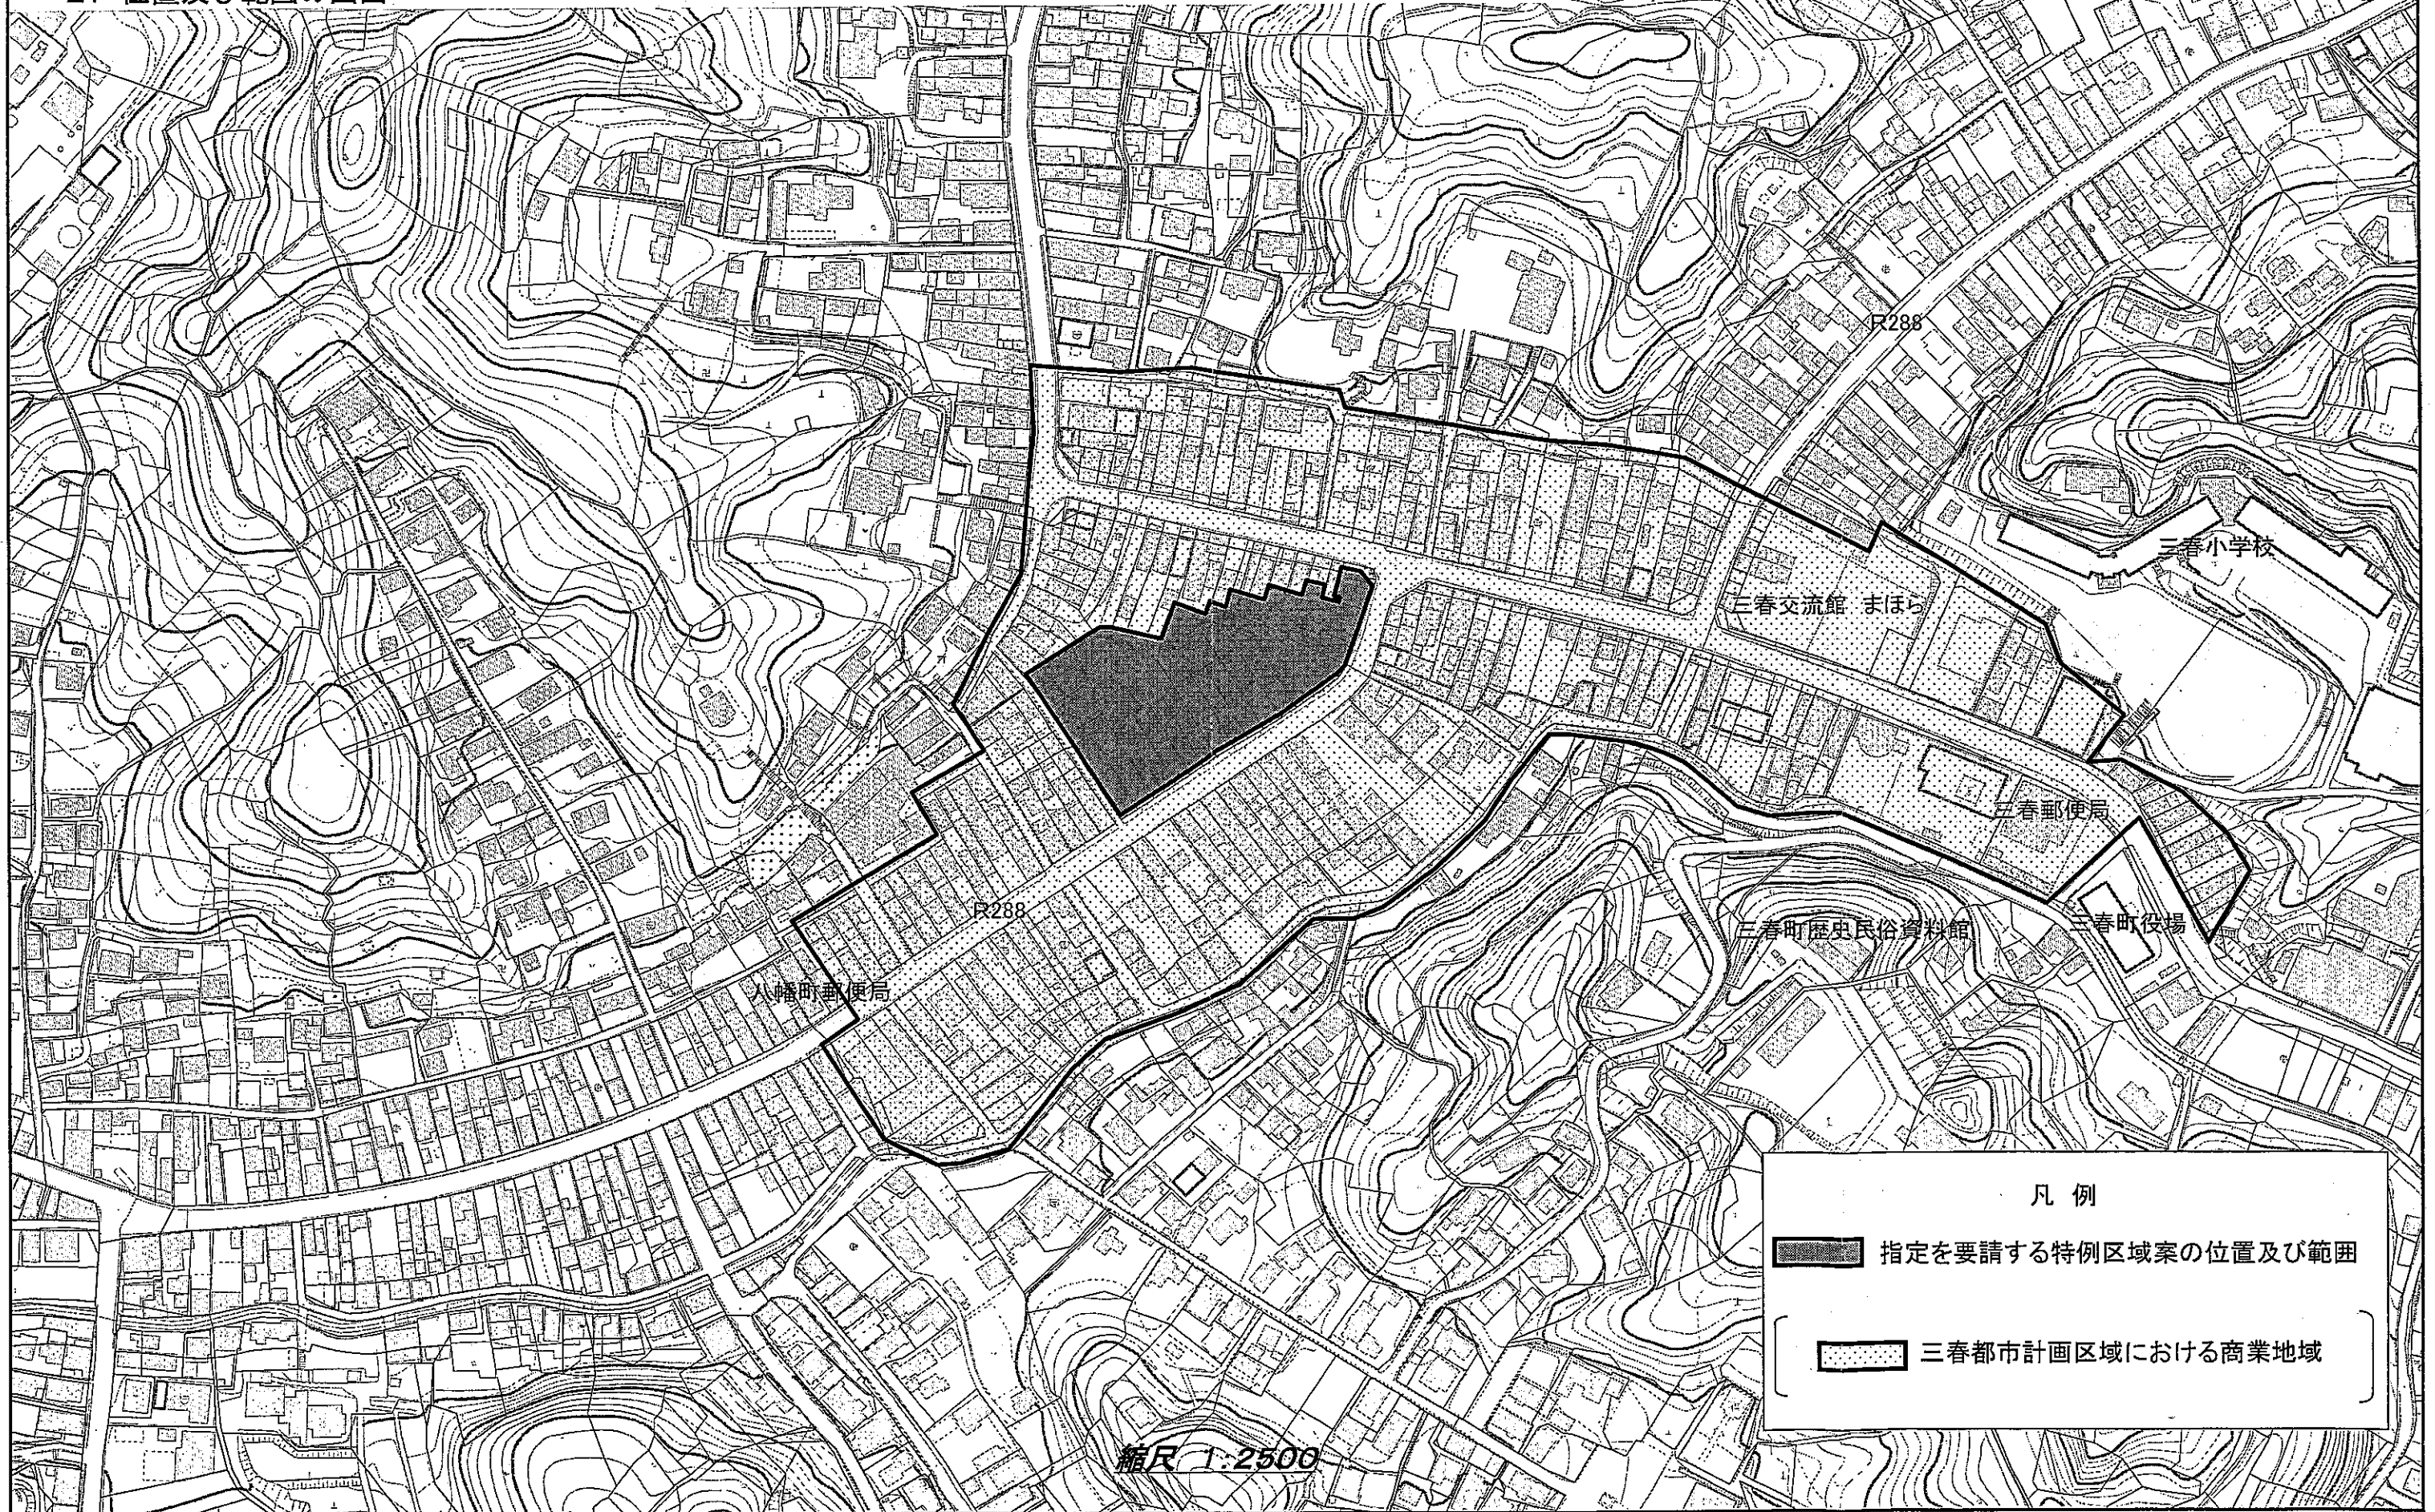 R288
三春小学校
三春交流館 まほら
三春郵便局
R288
三春町歴史民俗資料館
三春町役場
八幡町郵便局
凡 例
指定を要請する特例区域案の位置及び範囲
三春都市計画区域における商業地域
縮尺 1:2500